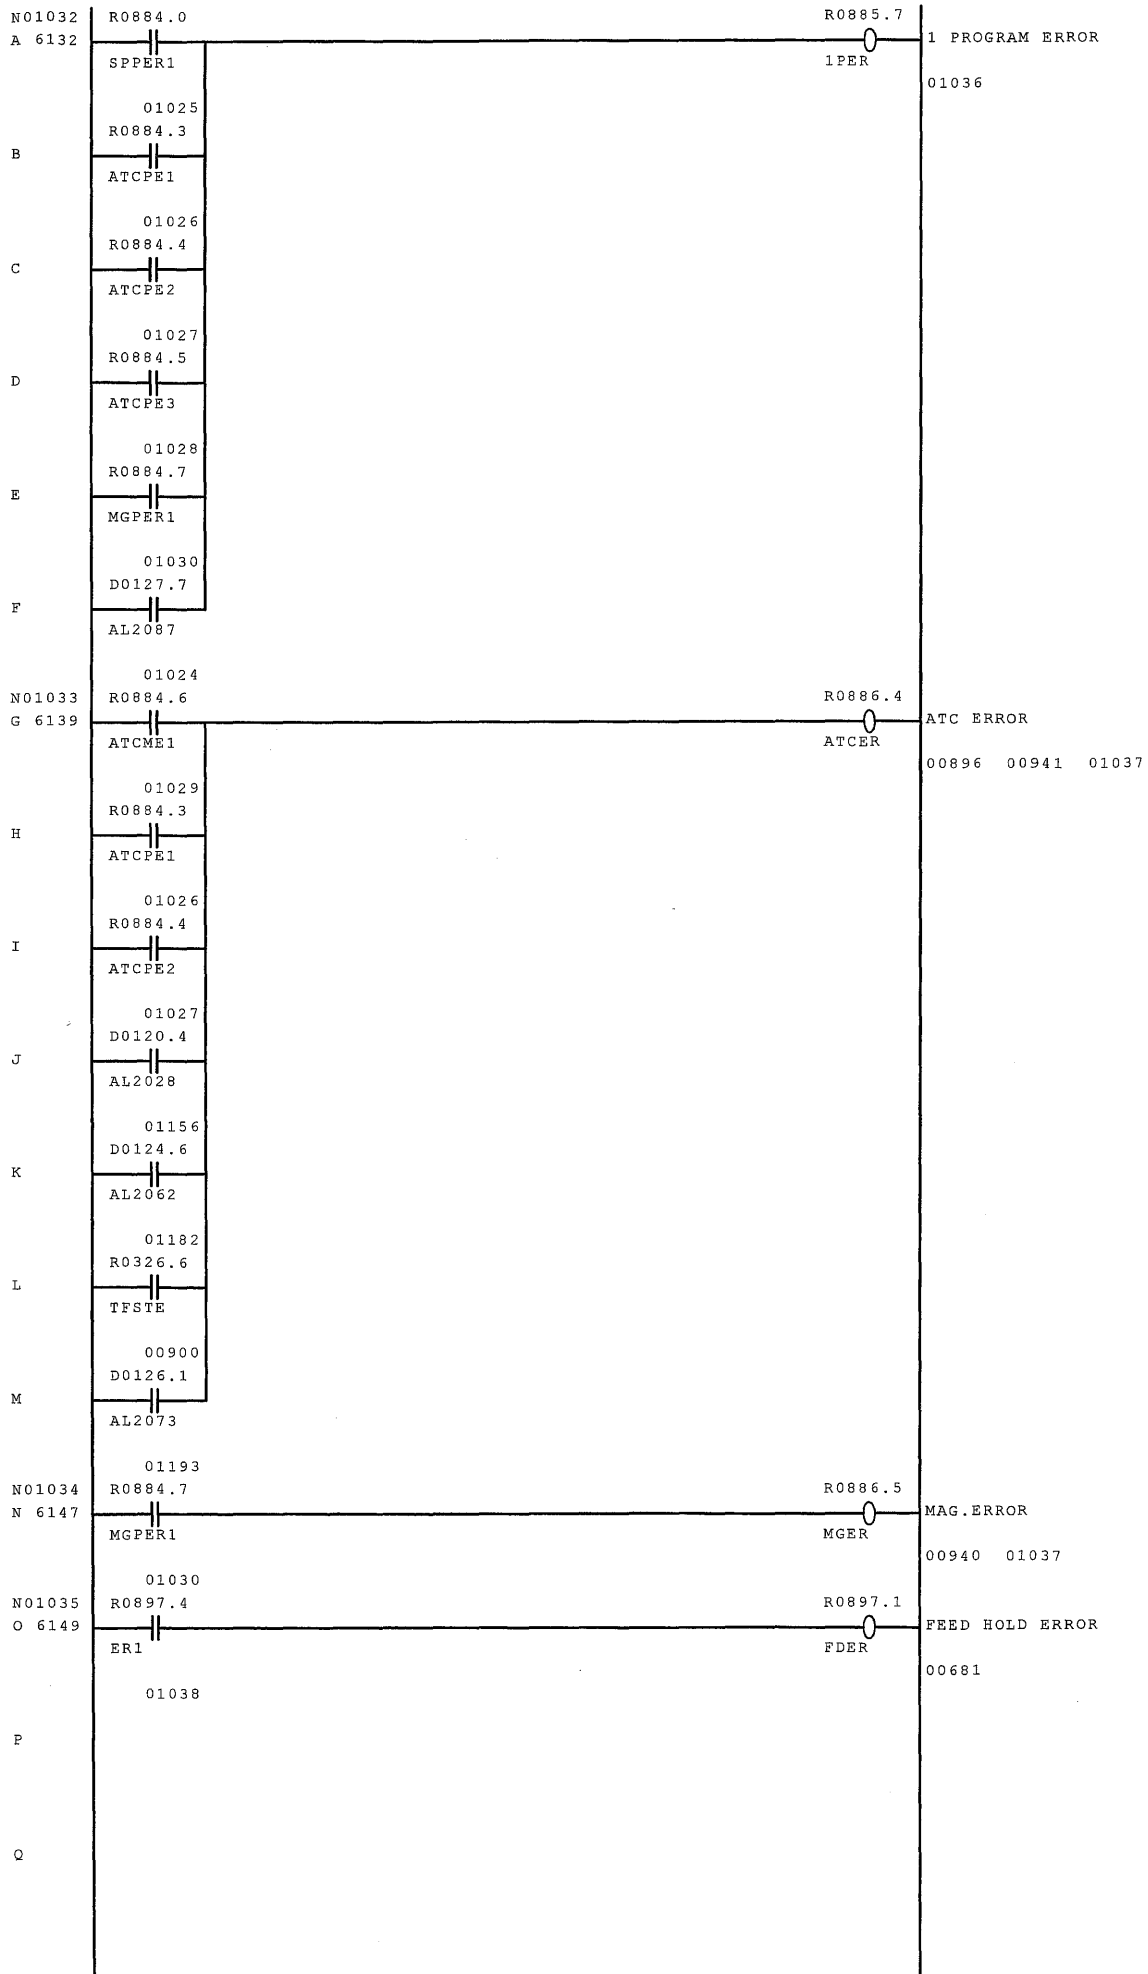 N01032 R0884.0 R0885.7
A 6132 1 PROGRAM ERROR
SPPER1 1PER
01036
01025
R0884.3
B
ATCPE1
01026
R0884.4
C
ATCPE2
01027
R0884.5
D
ATCPE3
01028
R0884.7
E
MGPER1
01030
D0127.7
F
AL2087
01024
N01033 R0884.6 R0886.4
G 6139 ATC ERROR
ATCME1 ATCER
00896 00941 01037
01029
R0884.3
H
ATCPE1
01026
R0884.4
I
ATCPE2
01027
D0120.4
J
AL2028
01156
D0124.6
K
AL2062
01182
R0326.6
L
TFSTE
00900
D0126.1
M
AL2073
01193
N01034 R0884.7 R0886.5
N 6147 MAG.ERROR
MGPER1 MGER
00940 01037
01030
N01035 R0897.4 R0897.1
O 6149 FEED HOLD ERROR
ER1 FDER
00681
01038
P
Q